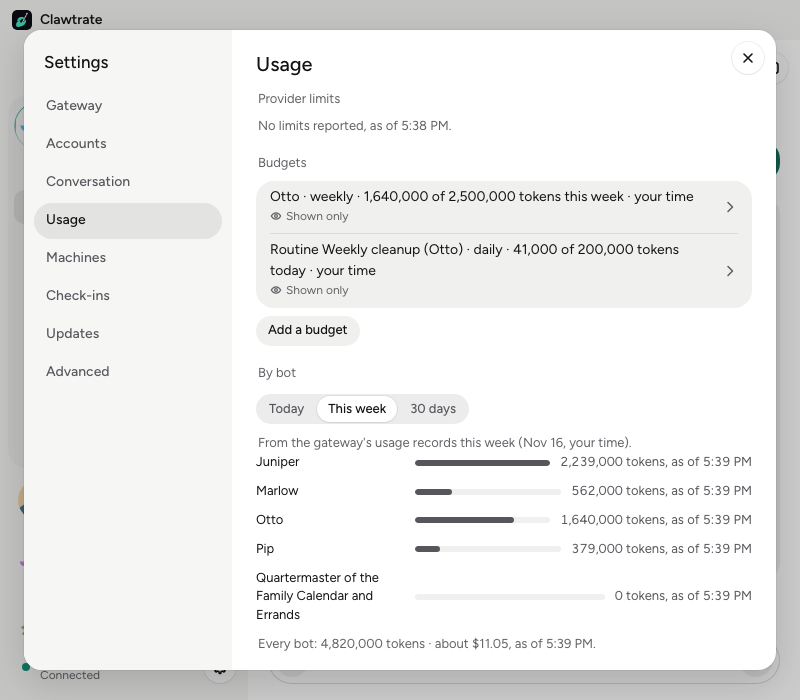 Clawtrate
Settings
Gateway
Accounts
Conversation
Usage
Machines
Check-ins
Updates
Advanced
Connected
Usage
Provider limits
No limits reported, as of 5:38 PM.
Budgets
Otto · weekly · 1,640,000 of 2,500,000 tokens this week · your time
Shown only
Routine Weekly cleanup (Otto) · daily · 41,000 of 200,000 tokens
today · your time
Shown only
Add a budget
By bot
Today This week 30 days
From the gateway's usage records this week (Nov 16, your time).
Juniper 2,239,000 tokens, as of 5:39 PM
Marlow 562,000 tokens, as of 5:39 PM
Otto 1,640,000 tokens, as of 5:39 PM
Pip 379,000 tokens, as of 5:39 PM
Quartermaster of the
Family Calendar and
Errands
0 tokens, as of 5:39 PM
Every bot: 4,820,000 tokens · about $11.05, as of 5:39 PM.